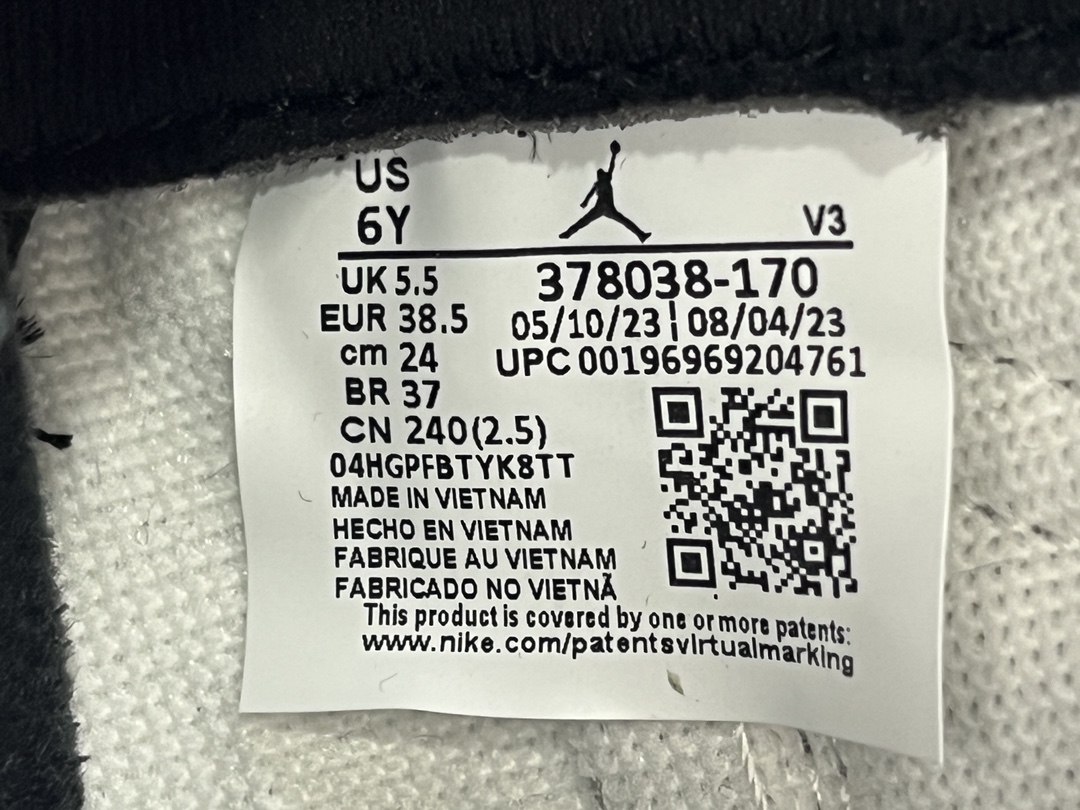 US
6Y
V3
UK 5.5
378038-170
EUR 38.5
05/10/23 | 08/04/23
cm 24
UPC 00196969204761
BR 37
CN 240(2.5)
04HGPFBTYK8TT
MADE IN VIETNAM
HECHO EN VIETNAM
FABRIQUE AU VIETNAM
FABRICADO NO VIETNÃ
This product is covered by one or more patents:
www.nike.com/patentsvirtualmarking